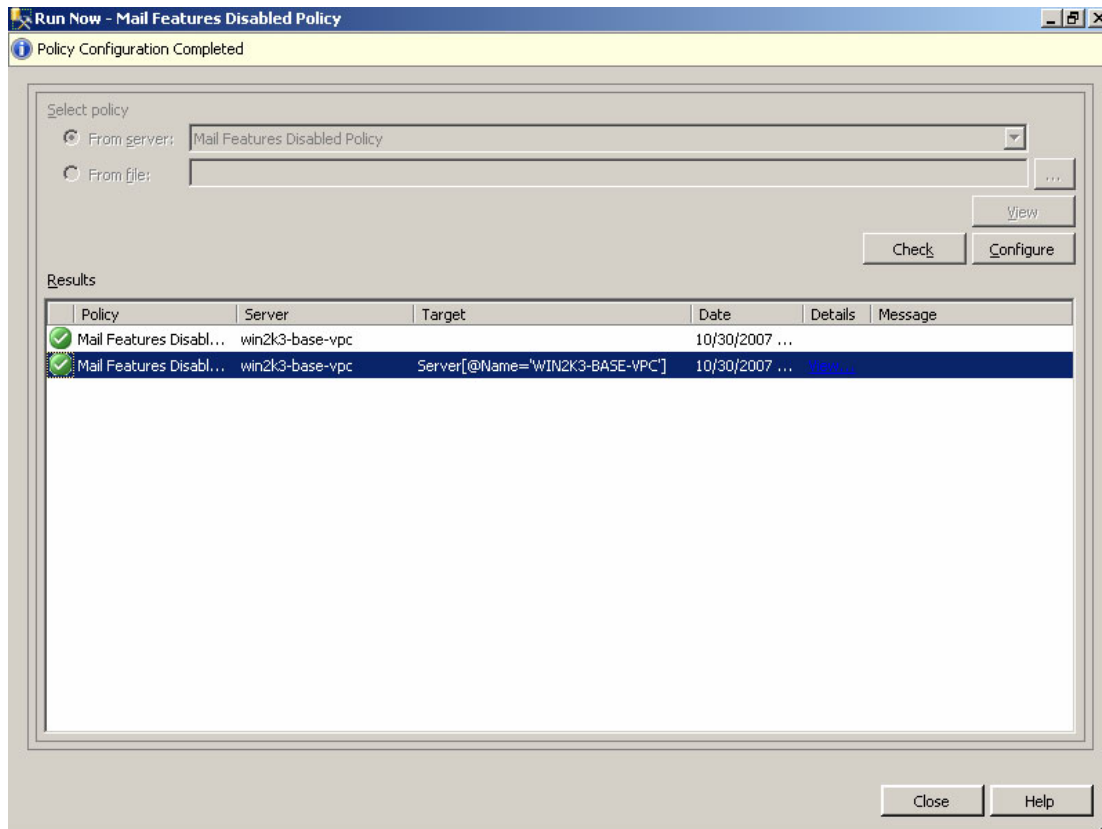 Run Now - Mail Features Disabled Policy
Policy Configuration Completed
Select policy
From server: Mail Features Disabled Policy
From file:
...
View
Check Configure
Results
Policy Server Target Date Details Message
Mail Features Disabl... win2k3-base-vpc 10/30/2007 ...
Mail Features Disabl... win2k3-base-vpc Server[@Name='WIN2K3-BASE-VPC'] 10/30/2007 ... View...
Close Help